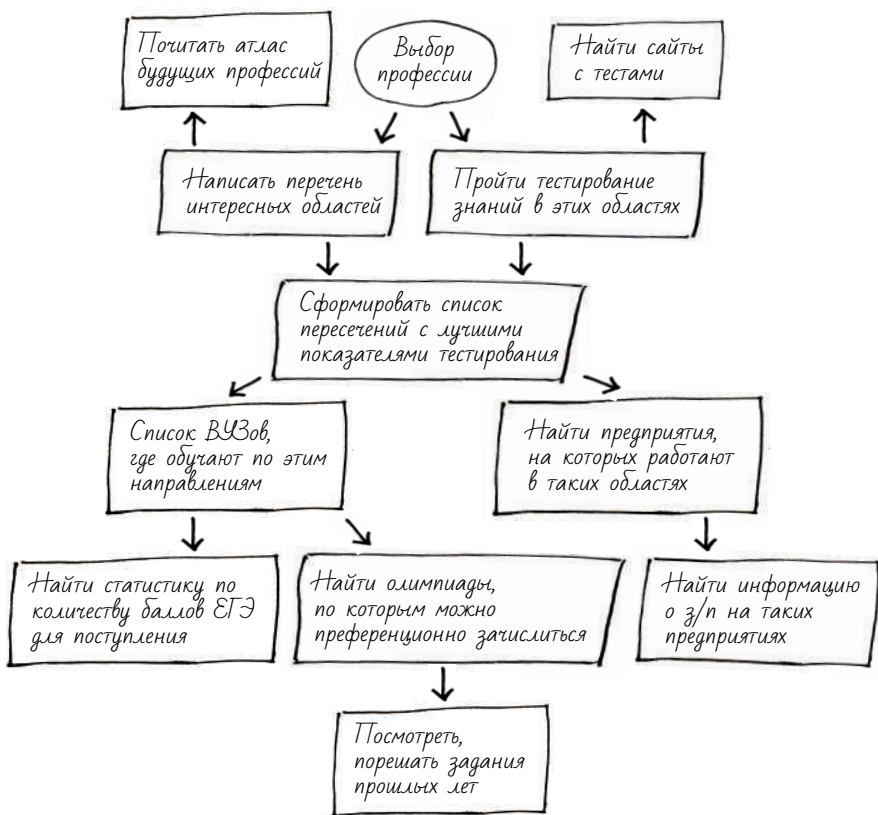 Почитать атлас
будущих профессий
Выбор
профессии
Найти сайты
с тестами
Написать перечень
интересных областей
Пройти тестирование
знаний в этих областях
Сформировать список
пересечений с лучшими
показателями тестирования
Список ВУЗов,
где обучают по этим
направлениям
Найти предприятия,
на которых работают
в таких областях
Найти статистику по
количеству баллов ЕГЭ
для поступления
Найти олимпиады,
по которым можно
преференционно зачислиться
Найти информацию
о з/п на таких
предприятиях
Посмотреть,
порешать задания
прошлых лет